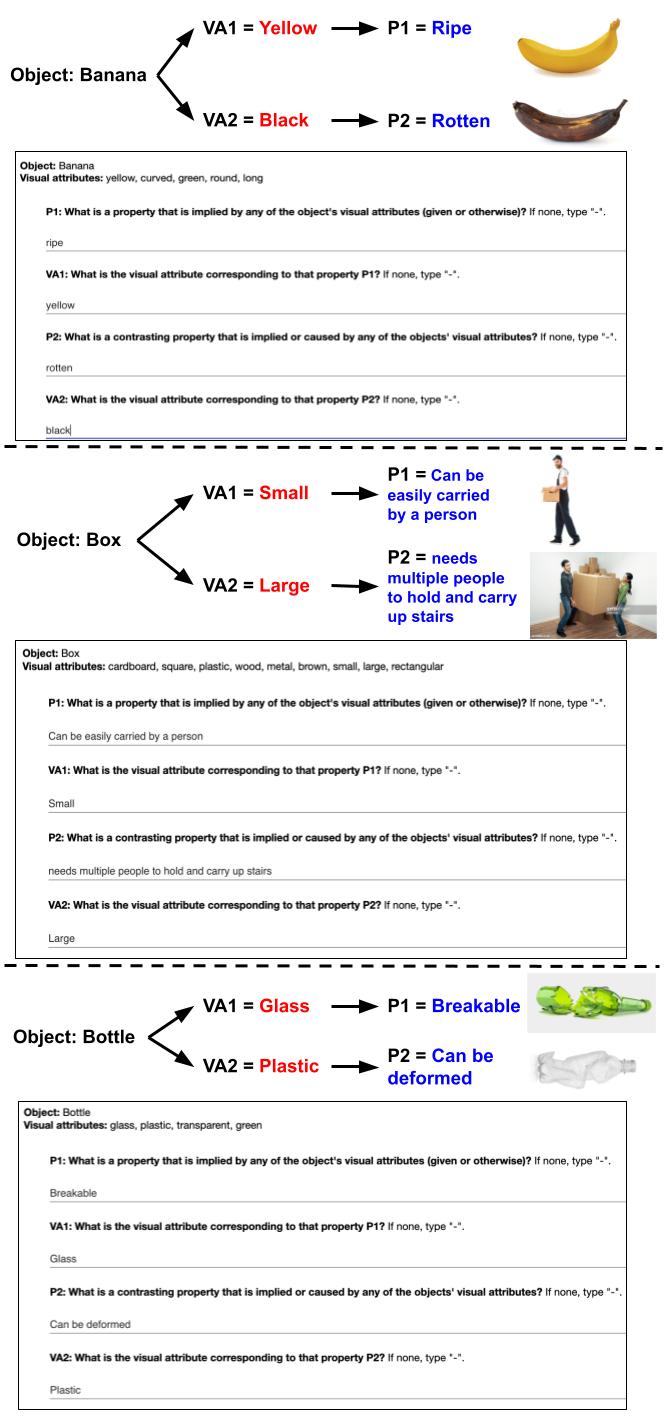 VA1 = Yellow
P1 = Ripe
Object: Banana
VA2 = Black
P2 = Rotten
Object: Banana
Visual attributes: yellow, curved, green, round, long
P1: What is a property that is implied by any of the object's visual attributes (given or otherwise)? If none, type "-".
ripe
VA1: What is the visual attribute corresponding to that property P1? If none, type "-".
yellow
P2: What is a contrasting property that is implied or caused by any of the objects' visual attributes? If none, type "-".
rotten
VA2: What is the visual attribute corresponding to that property P2? If none, type "-".
black
VA1 = Small
P1 = Can be
easily carried
by a person
Object: Box
VA2 = Large
P2 = needs
multiple people
to hold and carry
up stairs
Object: Box
Visual attributes: cardboard, square, plastic, wood, metal, brown, small, large, rectangular
P1: What is a property that is implied by any of the object's visual attributes (given or otherwise)? If none, type "-".
Can be easily carried by a person
VA1: What is the visual attribute corresponding to that property P1? If none, type "-".
Small
P2: What is a contrasting property that is implied or caused by any of the objects' visual attributes? If none, type "-".
needs multiple people to hold and carry up stairs
VA2: What is the visual attribute corresponding to that property P2? If none, type "-".
Large
VA1 = Glass
P1 = Breakable
Object: Bottle
VA2 = Plastic
P2 = Can be
deformed
Object: Bottle
Visual attributes: glass, plastic, transparent, green
P1: What is a property that is implied by any of the object's visual attributes (given or otherwise)? If none, type "-".
Breakable
VA1: What is the visual attribute corresponding to that property P1? If none, type "-".
Glass
P2: What is a contrasting property that is implied or caused by any of the objects' visual attributes? If none, type "-".
Can be deformed
VA2: What is the visual attribute corresponding to that property P2? If none, type "-".
Plastic